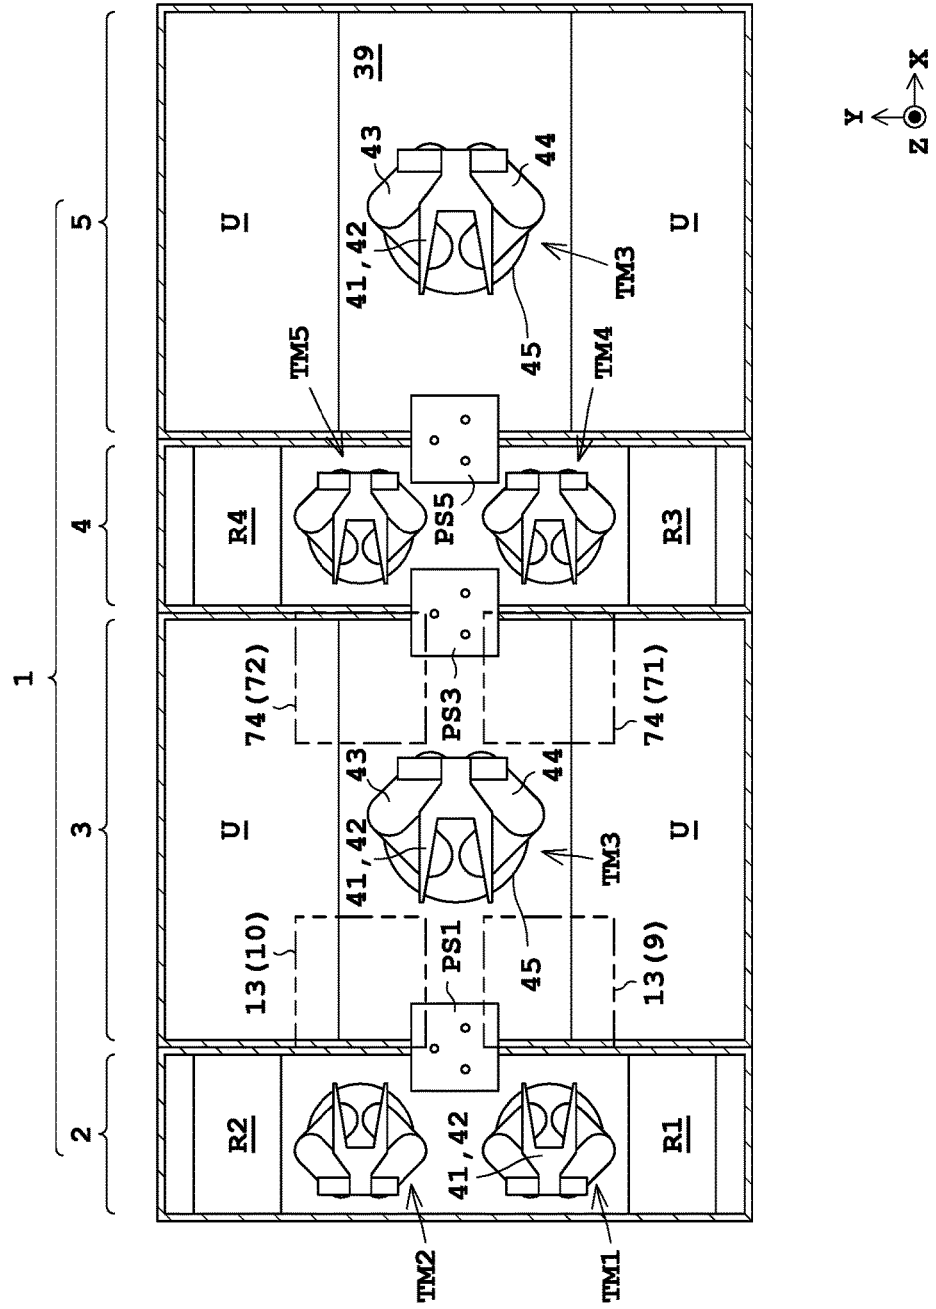 1
2 3 4 5
R2 U R4 U
13(10) 74(72)
TM5
41,42 43 41,42 43 39
TM2 PS1 PS3 PS5
41,42
45 44 45 44
TM1 TM3 TM4 TM3
13(9) 74(71)
R1 U R3 U
Y
Z X